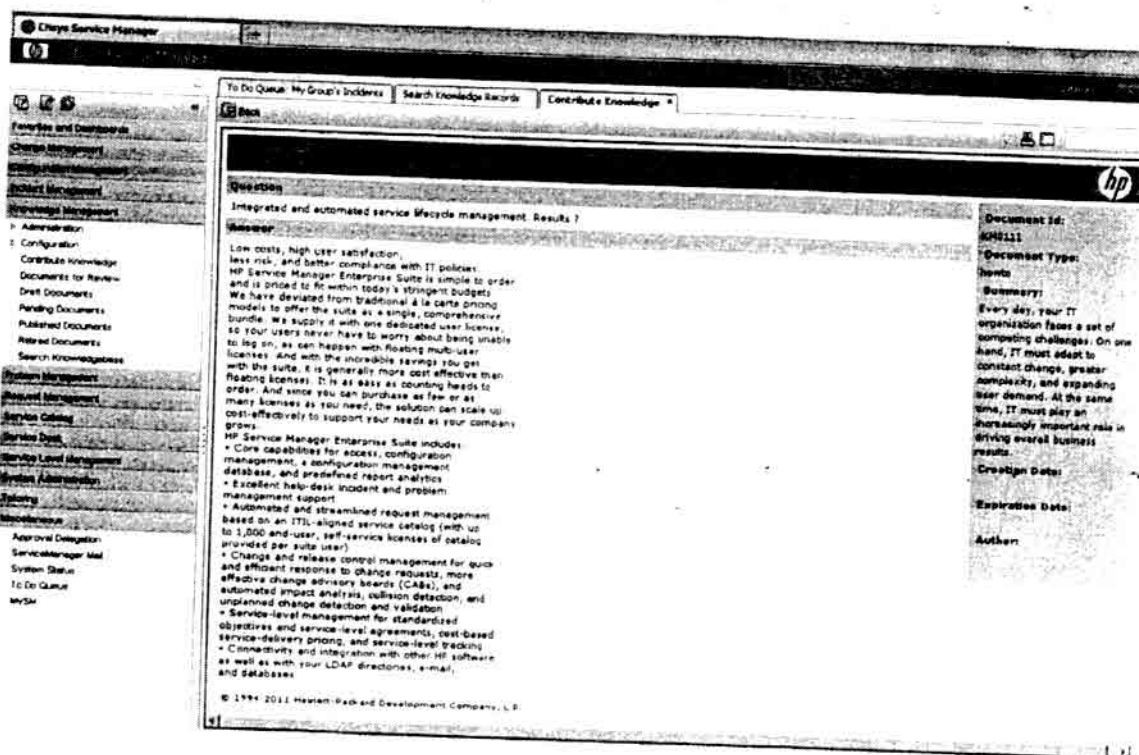 Service Manager
hp
To Do Queue: My Group's Incidents
Search Knowledge Records
Contribute Knowledge
Back
Favorites and Dashboards
Change Management
Incident Management
Knowledge Management
Administration
Configuration
Contribute Knowledge
Documents for Review
Draft Documents
Pending Documents
Published Documents
Retired Documents
Search Knowledgebase
Request Management
Service Catalog
Service Desk
Service Level Management
System Administration
Tailoring
Miscellaneous
Approval Delegation
ServiceManager Mail
System Status
To Do Queue
MySM
hp
Question
Integrated and automated service lifecycle management. Results ?
Answer
Low costs, high user satisfaction,
less risk, and better compliance with IT policies
HP Service Manager Enterprise Suite is simple to order
and is priced to fit within today's stringent budgets
We have deviated from traditional à la carte pricing
models to offer the suite as a single, comprehensive
bundle. We supply it with one dedicated user license,
so your users never have to worry about being unable
to log on, as can happen with floating multi-user
licenses. And with the incredible savings you get
with the suite, it is generally more cost effective than
floating licenses. It is as easy as counting heads to
order. And since you can purchase as few or as
many licenses as you need, the solution can scale up
cost-effectively to support your needs as your company
grows.
HP Service Manager Enterprise Suite includes
• Core capabilities for access, configuration
management, a configuration management
database, and predefined report analytics
• Excellent help-desk incident and problem
management support
• Automated and streamlined request management
based on an ITIL-aligned service catalog (with up
to 1,000 end-user, self-service licenses of catalog
provided per suite user)
• Change and release control management for quick
and efficient response to change requests, more
effective change advisory boards (CABs), and
automated impact analysis, collision detection, and
unplanned change detection and validation
• Service-level management for standardized
objectives and service-level agreements, cost-based
service-delivery pricing, and service-level tracking
• Connectivity and integration with other HP software
as well as with your LDAP directories, e-mail,
and databases
© 1994-2011 Hewlett-Packard Development Company, L.P.
Document Id:
KM0111
Document Type:
howto
Summary:
Every day, your IT
organization faces a set of
competing challenges. On one
hand, IT must adapt to
constant change, greater
complexity, and expanding
user demand. At the same
time, IT must play an
increasingly important role in
driving overall business
results.
Creation Date:
Expiration Date:
Author: